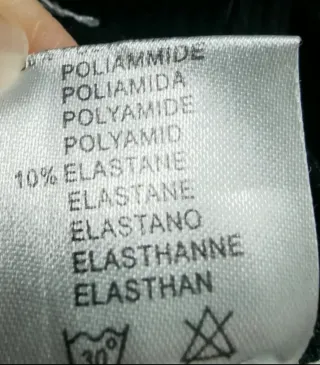 POLIAMMIDE
POLIAMIDA
POLYAMIDE
POLYAMID
10% ELASTANE
ELASTANE
ELASTANO
ELASTHANNE
ELASTHAN
30°